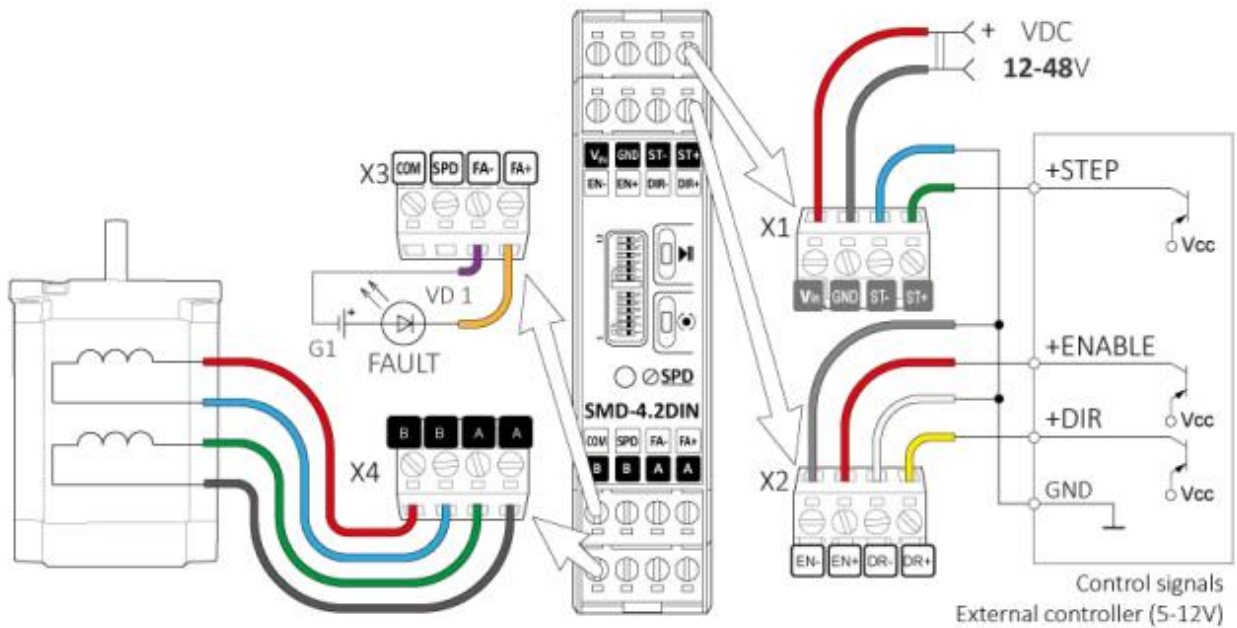 + VDC
12-48V
X3
COM SPD FA- FA+
VD 1
G1
FAULT
X4
B B A A
Vin GND ST- ST+
EN- EN+ DIR- DIR+
SPD
SMD-4.2DIN
COM SPD FA- FA+
B B A A
X1
Vin GND ST- ST+
X2
EN- EN+ DR- DR+
+STEP
Vcc
+ENABLE
Vcc
+DIR
Vcc
GND
Control signals
External controller (5-12V)